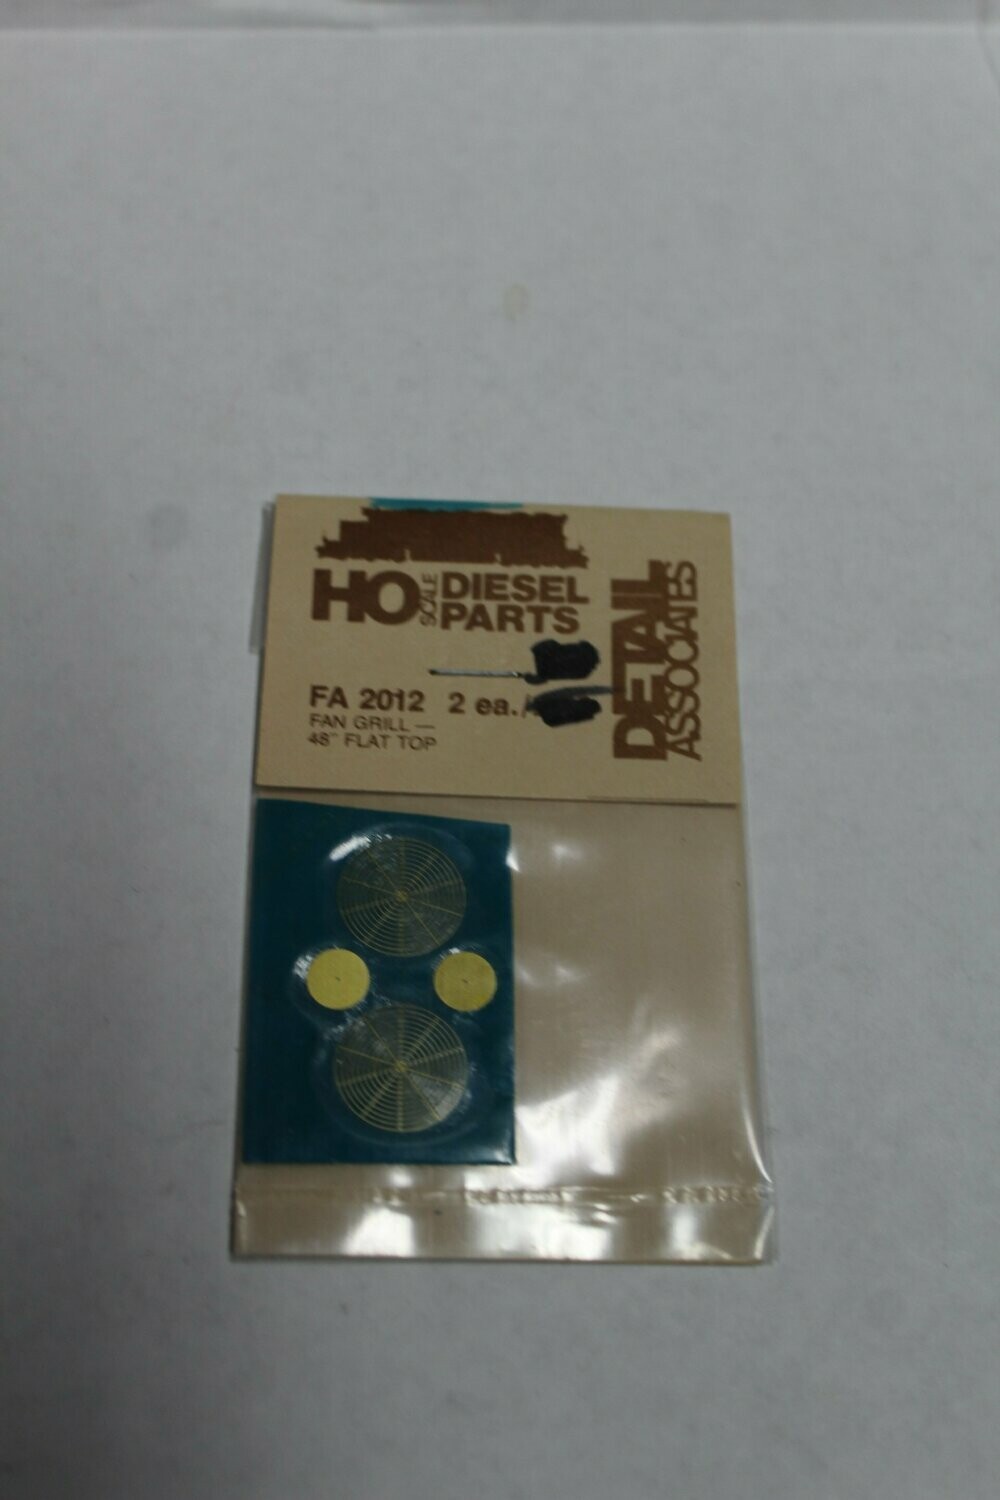 HO SCALE DIESEL PARTS
DETAIL ASSOCIATES
FA 2012 2 ea./
FAN GRILL —
48" FLAT TOP